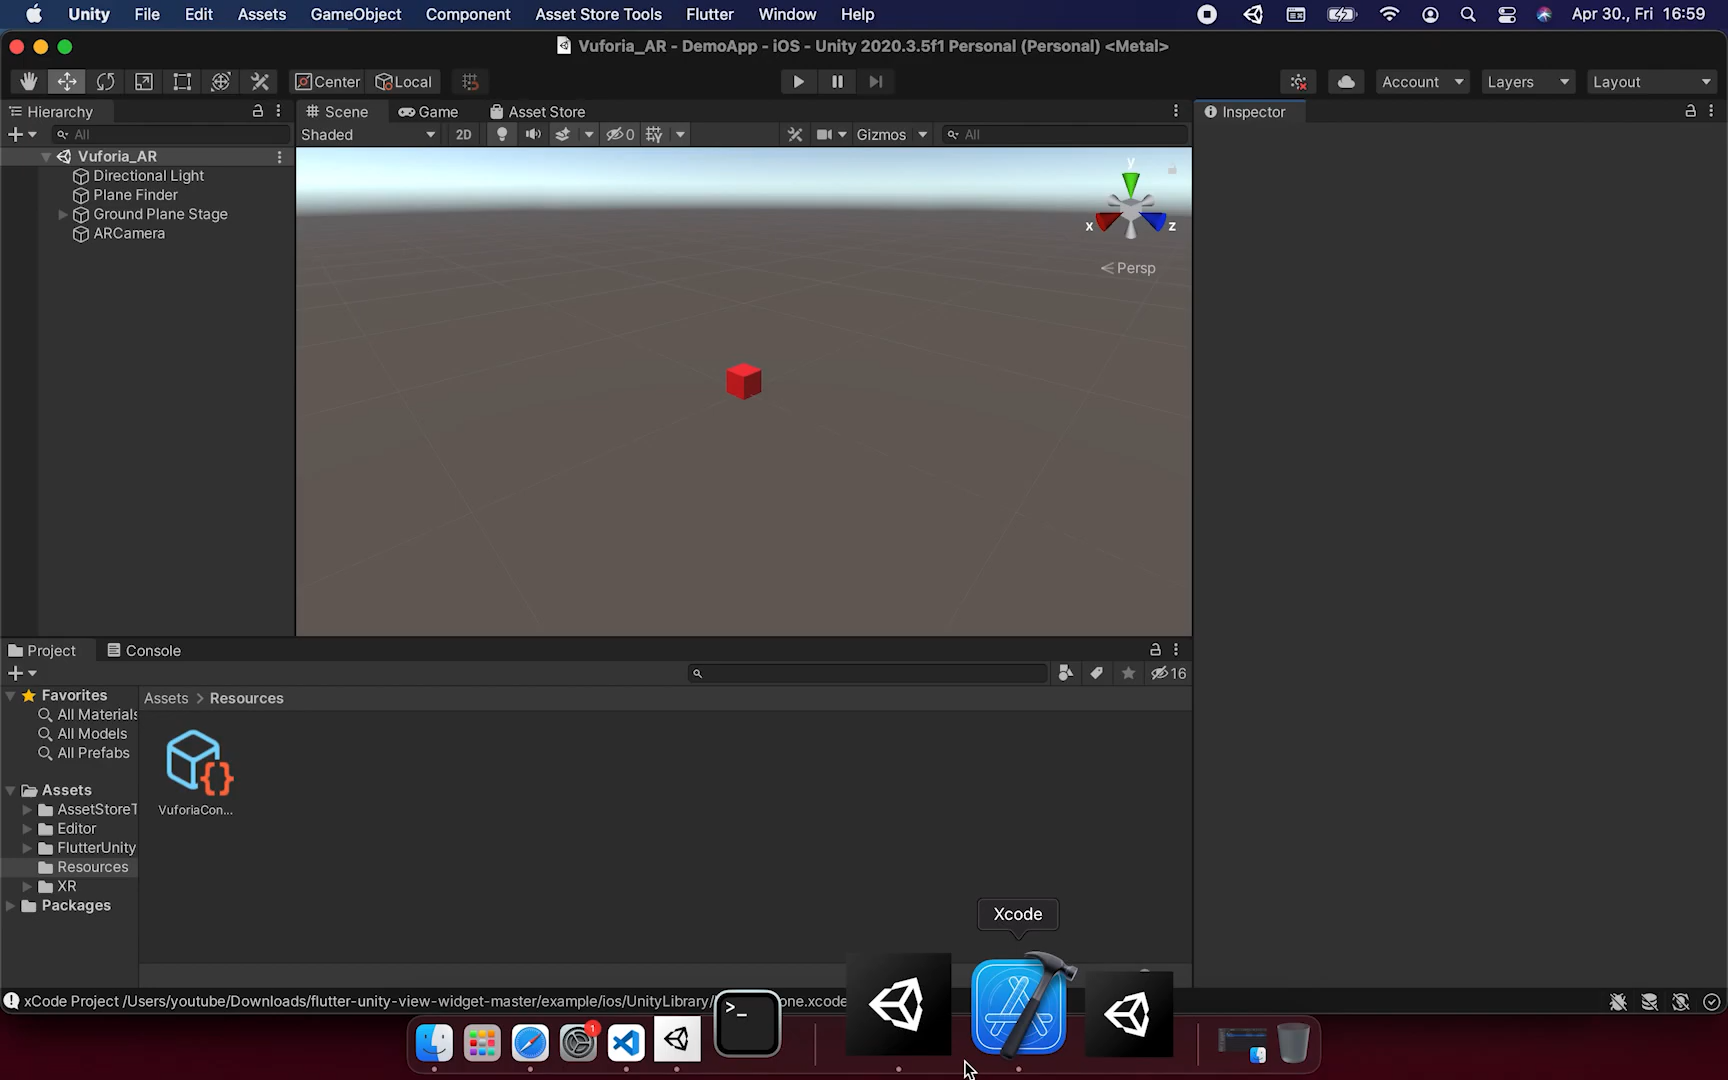 Unity File Edit Assets GameObject Component Asset Store Tools Flutter Window Help Apr 30., Fri 16:59
Vuforia_AR - DemoApp - iOS - Unity 2020.3.5f1 Personal (Personal) <Metal>
Center Local Account Layers Layout
Hierarchy Scene Game Asset Store Inspector
All Shaded 2D 0 Gizmos All
Vuforia_AR
Directional Light
Plane Finder
Ground Plane Stage
ARCamera
y
x z
Persp
Project Console
16
Favorites Assets > Resources
All Materials
All Models
All Prefabs
Assets
AssetStoreT VuforiaCon...
Editor
FlutterUnity
Resources
XR
Packages
Xcode
xCode Project /Users/youtube/Downloads/flutter-unity-view-widget-master/example/ios/UnityLibrary/ one.xcode
1